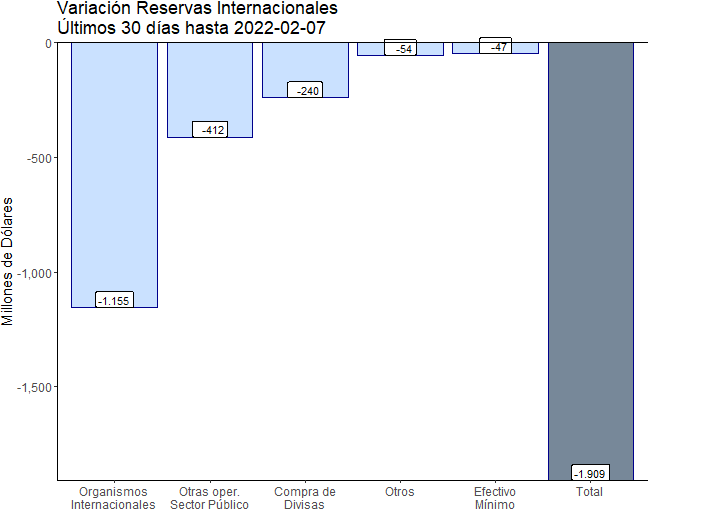 Variación Reservas Internacionales
Últimos 30 días hasta 2022-02-07
Millones de Dólares
0
-500
-1,000
-1,500
-1.155
-412
-240
-54
-47
-1.909
Organismos
Internacionales
Otras oper.
Sector Público
Compra de
Divisas
Otros
Efectivo
Mínimo
Total